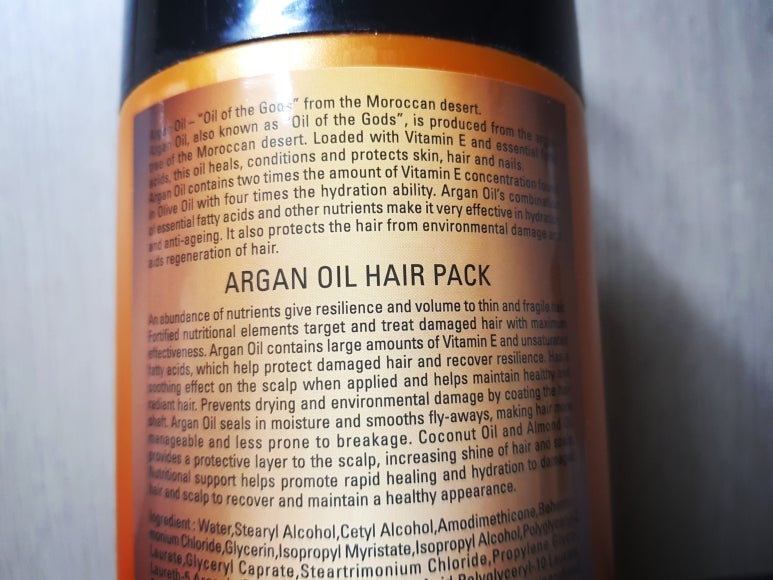 Argan Oil – "Oil of the Gods" from the Moroccan desert.
Argan Oil, also known as "Oil of the Gods", is produced from the
tree of the Moroccan desert. Loaded with Vitamin E and essential
acids, this oil heals, conditions and protects skin, hair and nails.
Argan Oil contains two times the amount of Vitamin E concentration
in Olive Oil with four times the hydration ability. Argan Oil's
of essential fatty acids and other nutrients make it very effective in
and anti-ageing. It also protects the hair from environmental damage
aids regeneration of hair.
ARGAN OIL HAIR PACK
An abundance of nutrients give resilience and volume to thin and fragile
Fortified nutritional elements target and treat damaged hair with
effectiveness. Argan Oil contains large amounts of Vitamin E and
fatty acids, which help protect damaged hair and recover resilience.
soothing effect on the scalp when applied and helps maintain healthy
radiant hair. Prevents drying and environmental damage by coating the
shaft. Argan Oil seals in moisture and smooths fly-aways, making hair
manageable and less prone to breakage. Coconut Oil and Almond
provides a protective layer to the scalp, increasing shine of hair and
Nutritional support helps promote rapid healing and hydration to
hair and scalp to recover and maintain a healthy appearance.
Ingredient : Water,Stearyl Alcohol,Cetyl Alcohol,Amodimethicone,
monium Chloride,Glycerin,Isopropyl Myristate,Isopropyl Alcohol,
Laurate,Glyceryl Caprate,Steartrimonium Chloride,Propylene
Polyglyceryl-10